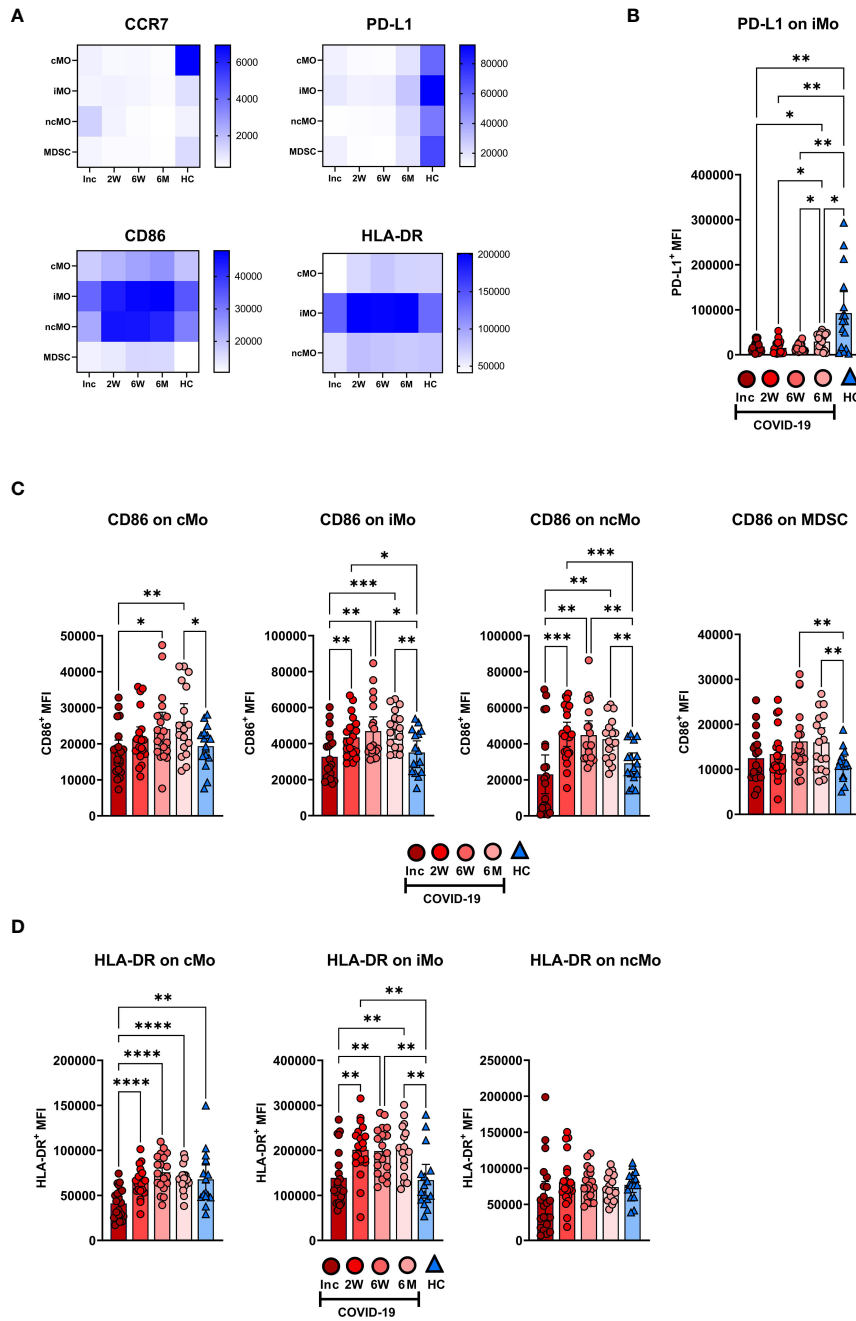 A
CCR7
cMO
iMO
ncMO
MDSC
Inc 2W 6W 6M HC
6000
4000
2000
PD-L1
cMO
iMO
ncMO
MDSC
Inc 2W 6W 6M HC
80000
60000
40000
20000
CD86
cMO
iMO
ncMO
MDSC
Inc 2W 6W 6M HC
40000
20000
HLA-DR
cMO
iMO
ncMO
Inc 2W 6W 6M HC
200000
150000
100000
50000
B
PD-L1 on iMo
**
**
*
**
*
* *
PD-L1+ MFI
400000
300000
200000
100000
0
Inc 2W 6W 6M HC
COVID-19
C
CD86 on cMo
**
* *
CD86+ MFI
50000
40000
30000
20000
10000
0
CD86 on iMo
*
***
** *
** **
CD86+ MFI
100000
80000
60000
40000
20000
0
CD86 on ncMo
***
**
** **
*** **
CD86+ MFI
100000
80000
60000
40000
20000
0
CD86 on MDSC
**
**
CD86+ MFI
40000
30000
20000
10000
0
Inc 2W 6W 6M HC
COVID-19
D
HLA-DR on cMo
**
****
****
****
HLA-DR+ MFI
200000
150000
100000
50000
0
HLA-DR on iMo
**
**
** **
** **
HLA-DR+ MFI
400000
300000
200000
100000
0
Inc 2W 6W 6M HC
COVID-19
HLA-DR on ncMo
HLA-DR+ MFI
250000
200000
150000
100000
50000
0